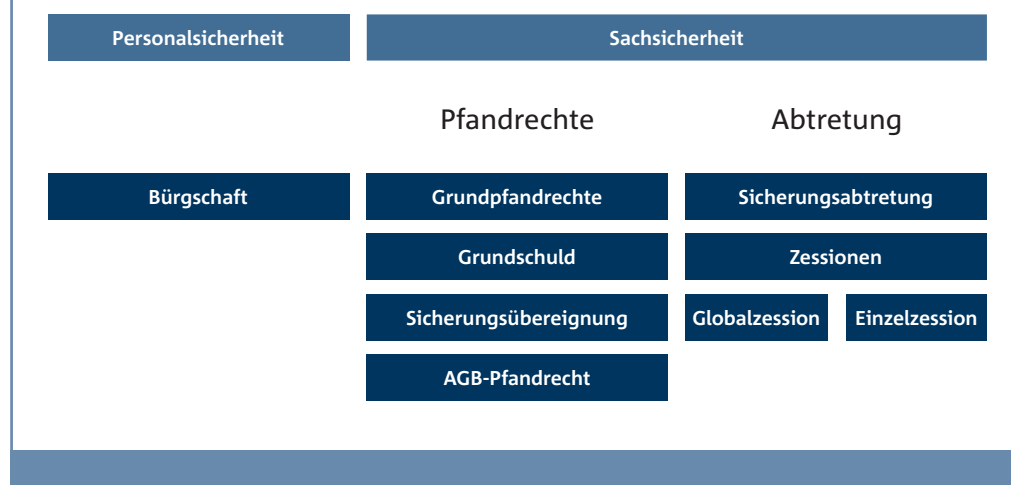 Personalsicherheit
Sachsicherheit
Pfandrechte
Abtretung
Bürgschaft
Grundpfandrechte
Sicherungsabtretung
Grundschuld
Zessionen
Sicherungsübereignung
Globalzession
Einzelzession
AGB-Pfandrecht